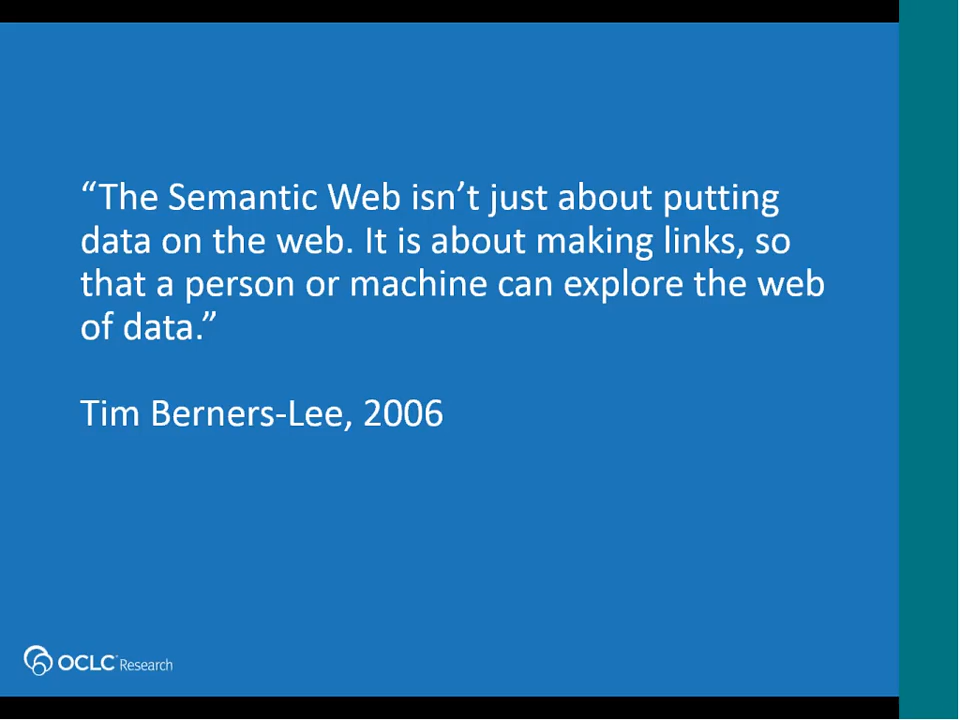 “The Semantic Web isn’t just about putting
data on the web. It is about making links, so
that a person or machine can explore the web
of data.”
Tim Berners-Lee, 2006
OCLC Research